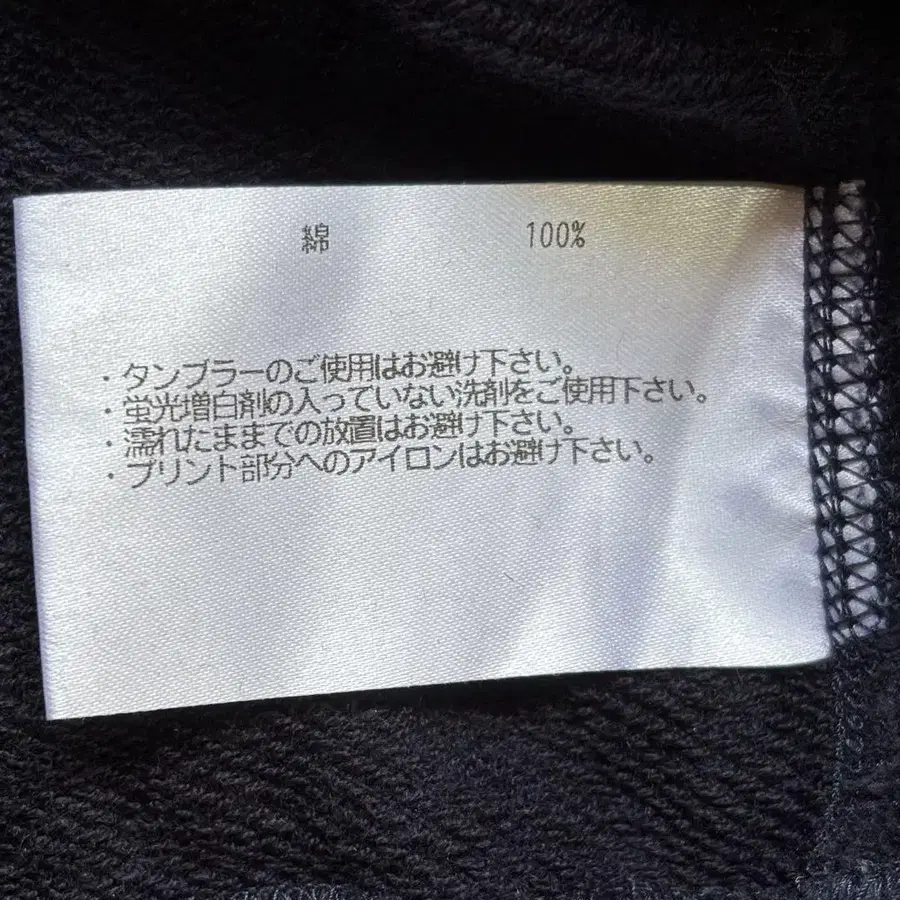 綿 100%
・タンブラーのご使用はお避け下さい。
・蛍光増白剤の入っていない洗剤をご使用下さい。
・濡れたままでの放置はお避け下さい。
・プリント部分へのアイロンはお避け下さい。